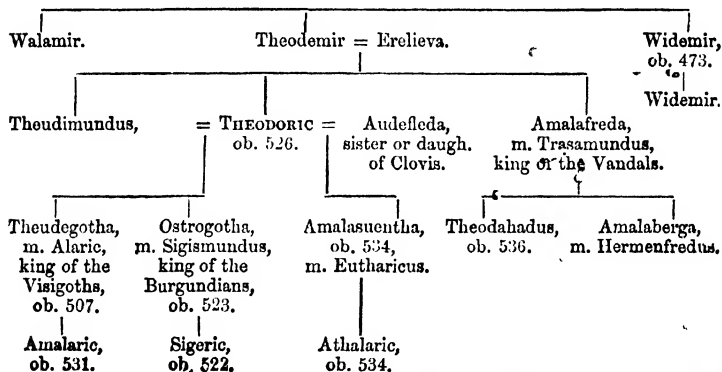 Walamir. Theodemir = Erelieva. Widemir,
ob. 473.
Widemir.
Theudimundus, = THEODORIC = Audefleda, Amalafreda,
ob. 526. sister or daugh. m. Trasamundus,
of Clovis. king of the Vandals.
Theudegotha, Ostrogotha, Amalasuentha, Theodahadus, Amalaberga,
m. Alaric, m. Sigismundus, ob. 534, ob. 536. m. Hermenfredus.
king of the king of the m. Eutharicus.
Visigoths, Burgundians,
ob. 507. ob. 523.
Amalaric, Sigeric, Athalaric,
ob. 531. ob. 522. ob. 534.